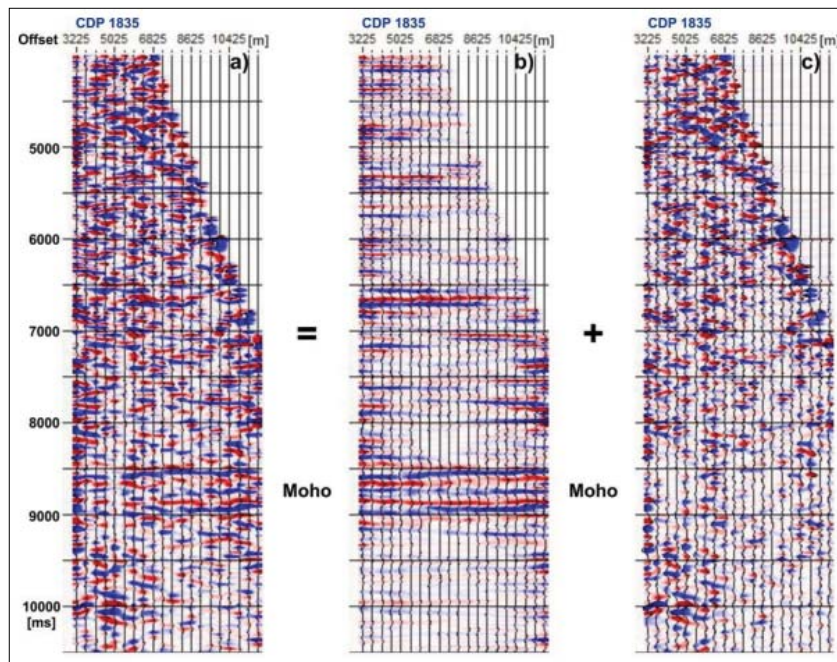 CDP 1835 CDP 1835 CDP 1835
Offset 3225 5025 6825 8625 10425 [m] 3225 5025 6825 8625 10425 [m] 3225 5025 6825 8625 10425 [m]
a) b) c)
5000
6000
7000 = +
8000
Moho Moho
9000
10000
[ms]